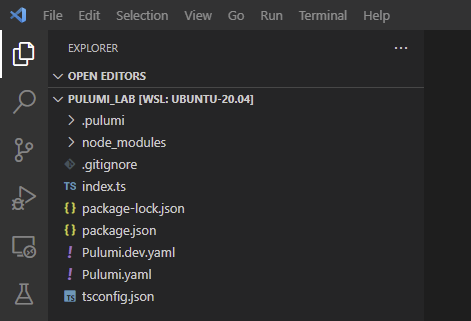 File Edit Selection View Go Run Terminal Help
EXPLORER ...
OPEN EDITORS
PULUMI_LAB [WSL: UBUNTU-20.04]
.pulumi
node_modules
.gitignore
TS index.ts
{} package-lock.json
{} package.json
! Pulumi.dev.yaml
! Pulumi.yaml
TS tsconfig.json